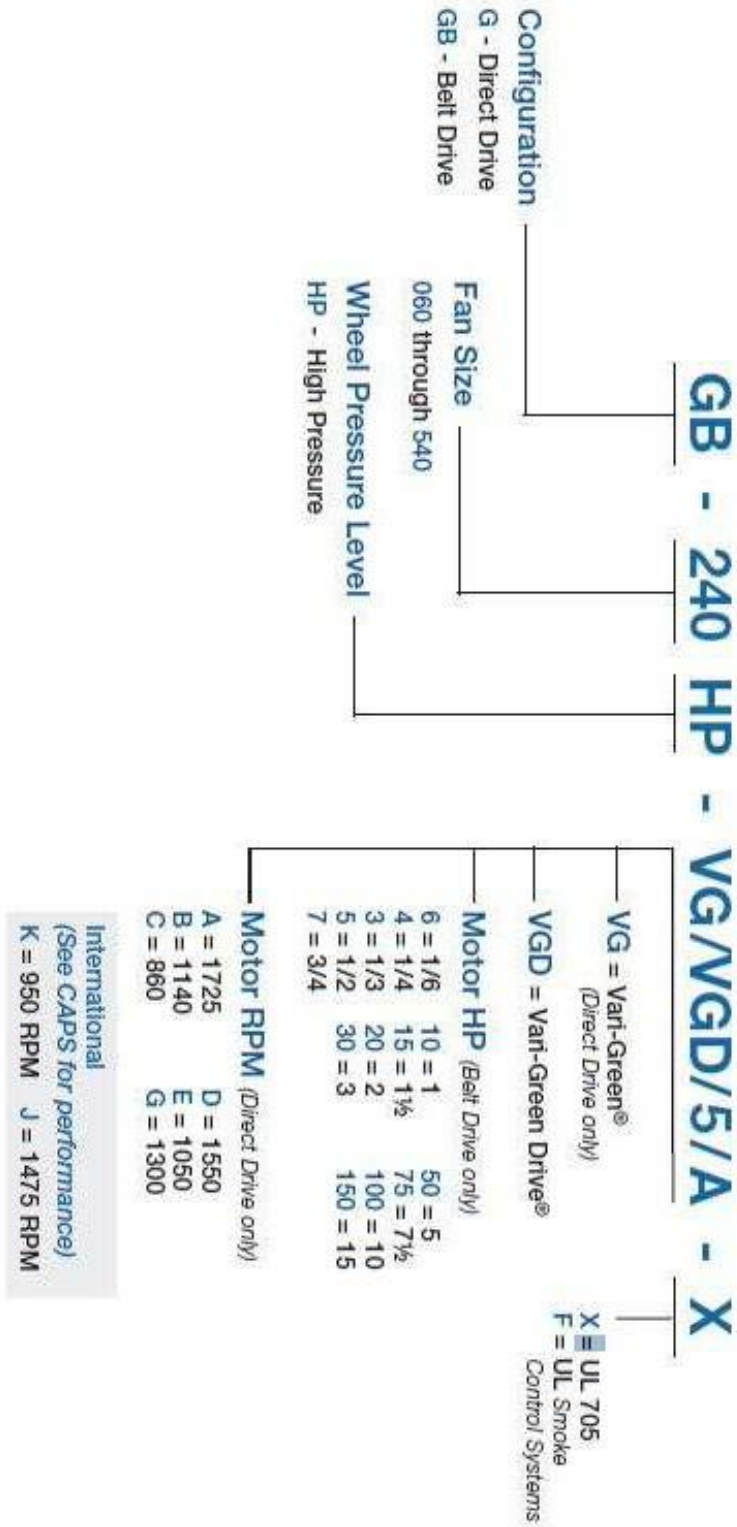 GB - 240 HP - VG/VGD/5/A - X
Configuration
G - Direct Drive
GB - Belt Drive
Fan Size
060 through 540
Wheel Pressure Level
HP - High Pressure
VG = Vari-Green®
(Direct Drive only)
VGD = Vari-Green Drive®
Motor HP (Belt Drive only)
6 = 1/6 10 = 1 50 = 5
4 = 1/4 15 = 1½ 75 = 7½
3 = 1/3 20 = 2 100 = 10
5 = 1/2 30 = 3 150 = 15
7 = 3/4
Motor RPM (Direct Drive only)
A = 1725 D = 1550
B = 1140 E = 1050
C = 860 G = 1300
International
(See CAPS for performance)
K = 950 RPM J = 1475 RPM
X = UL 705
F = UL Smoke
Control Systems